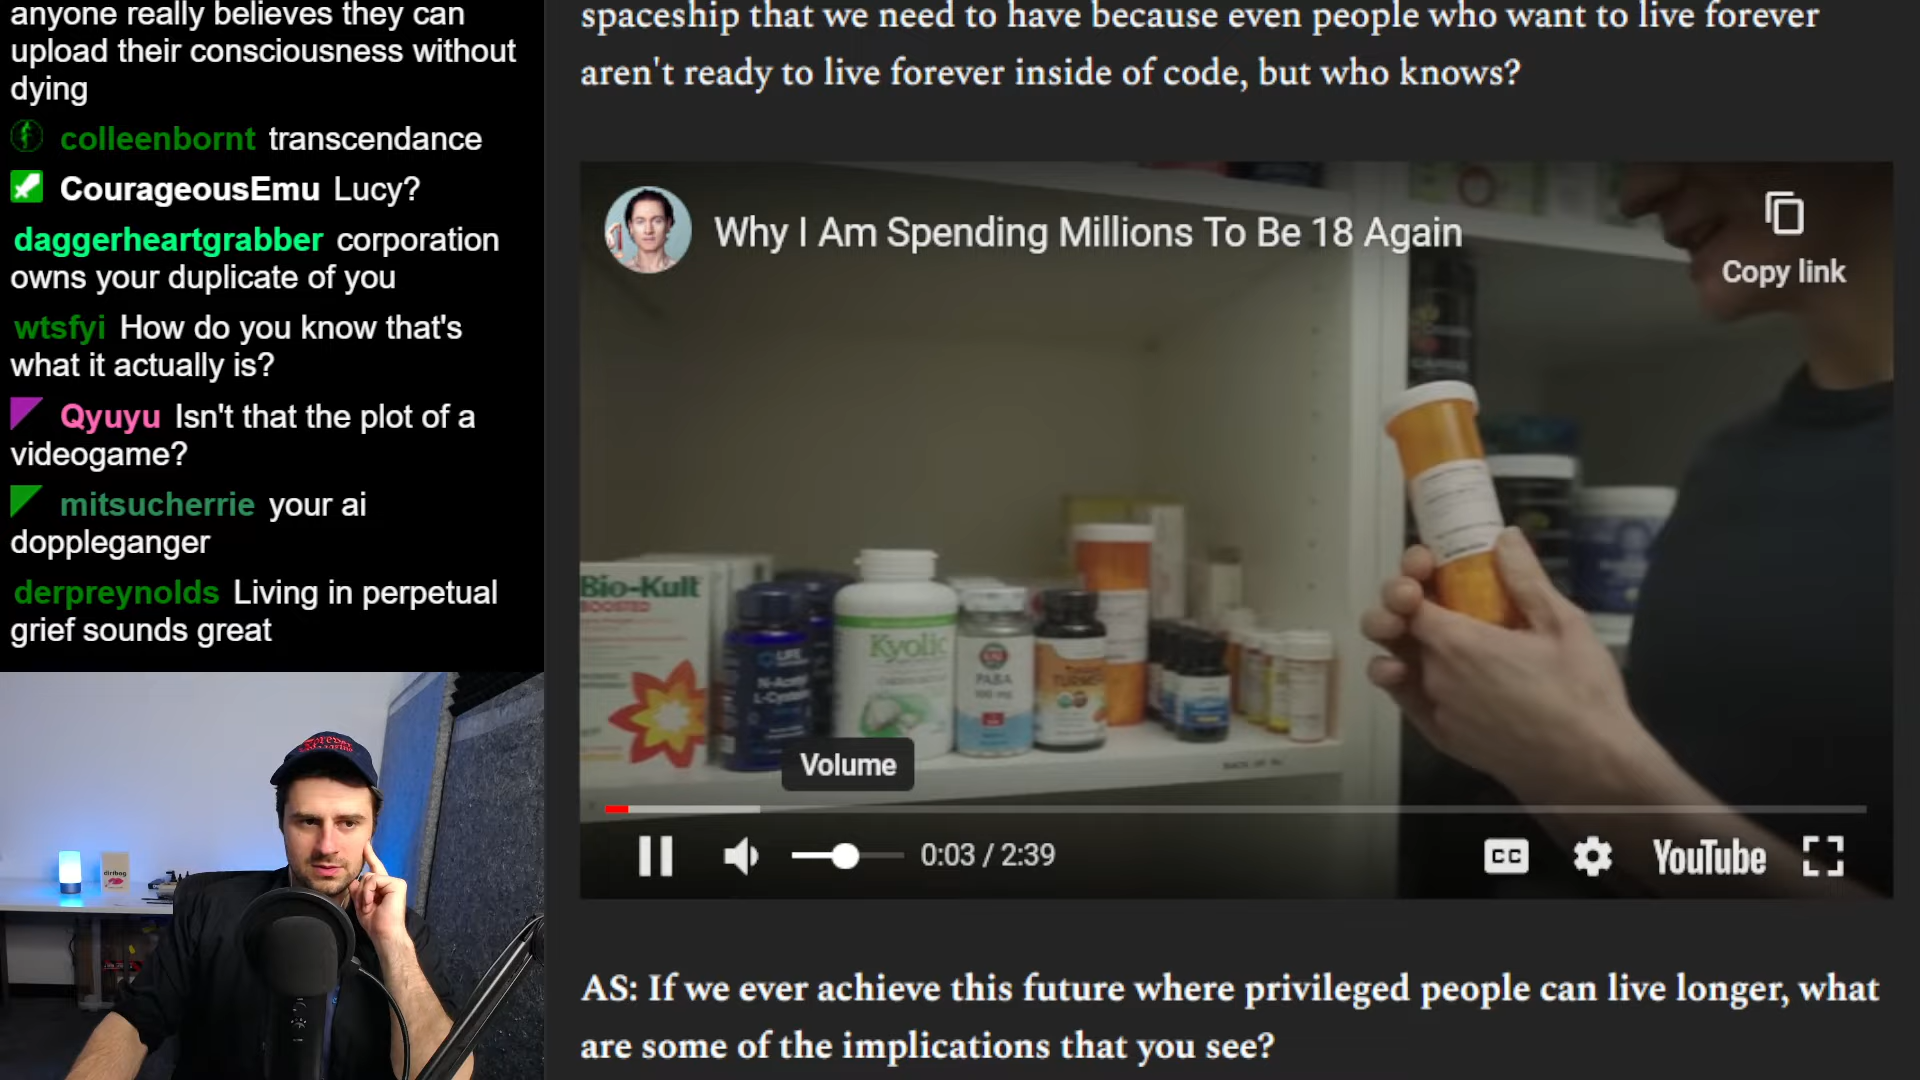 anyone really believes they can
upload their consciousness without
dying
colleenbornt transcendance
CourageousEmu Lucy?
daggerheartgrabber corporation
owns your duplicate of you
wtsfyi How do you know that's
what it actually is?
Qyuyu Isn't that the plot of a
videogame?
mitsucherrie your ai
doppleganger
derpreynolds Living in perpetual
grief sounds great
spaceship that we need to have because even people who want to live forever
aren't ready to live forever inside of code, but who knows?
Why I Am Spending Millions To Be 18 Again
Copy link
Bio-Kult
BOOSTED
LIFE
N-Acetyl
L-Cysteine
Kyolic
KAL
PABA
Volume
0:03 / 2:39
CC
YouTube
AS: If we ever achieve this future where privileged people can live longer, what
are some of the implications that you see?
dirtbag